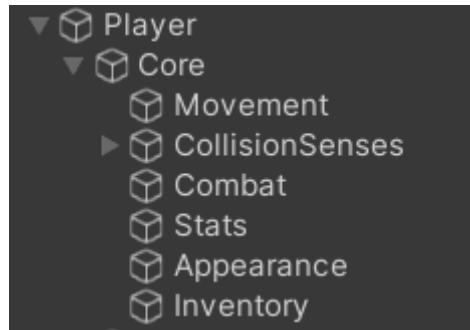 Player
Core
Movement
CollisionSenses
Combat
Stats
Appearance
Inventory